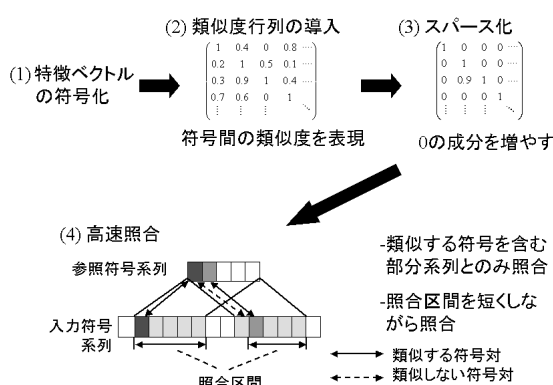 (1) 特徴ベクトル
の符号化
(2) 類似度行列の導入
1 0.4 0 0.8 ····
0.2 1 0.5 0.1 ····
0.3 0.9 1 0.4 ····
0.7 0.6 0 1
符号間の類似度を表現
(3) スパース化
1 0 0 0 ····
0 1 0 0 ····
0 0.9 1 0 ····
0 0 0 1
0の成分を増やす
(4) 高速照合
参照符号系列
入力符号
系列
照合区間
-類似する符号を含む
部分系列とのみ照合
-照合区間を短くしな
がら照合
類似する符号対
類似しない符号対